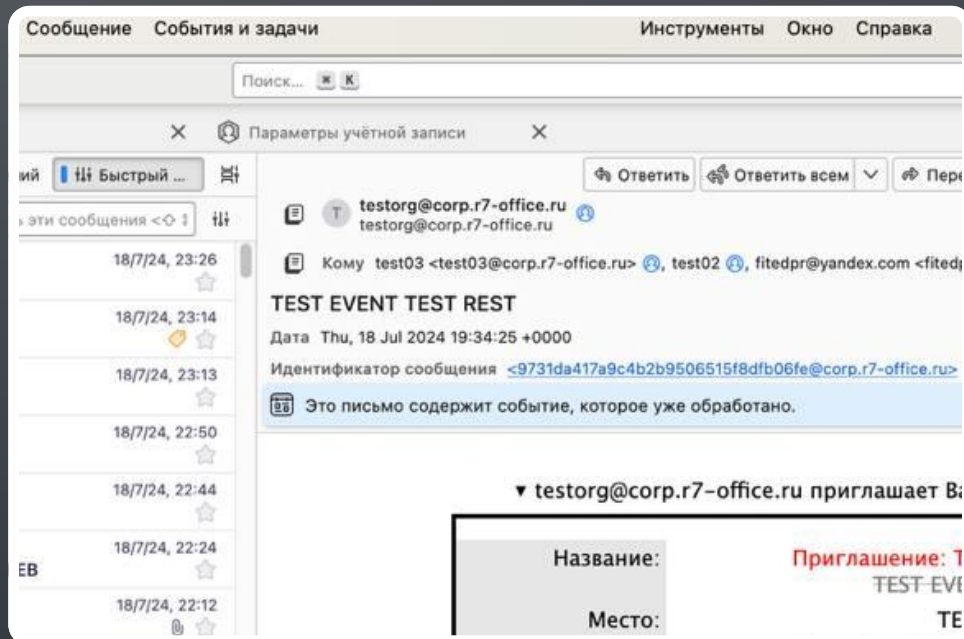 Сообщение События и задачи Инструменты Окно Справка
Поиск... ⌘ K
Параметры учётной записи
Быстрый ...
Ответить Ответить всем
эти сообщения <⇧
T testorg@corp.r7-office.ru
testorg@corp.r7-office.ru
Кому test03 <test03@corp.r7-office.ru>, test02, fitedpr@yandex.com
TEST EVENT TEST REST
Дата Thu, 18 Jul 2024 19:34:25 +0000
Идентификатор сообщения <9731da417a9c4b2b9506515f8dfb06fe@corp.r7-office.ru>
Это письмо содержит событие, которое уже обработано.
18/7/24, 23:26
18/7/24, 23:14
18/7/24, 23:13
18/7/24, 22:50
18/7/24, 22:44
18/7/24, 22:24
ЕВ
18/7/24, 22:12
▾ testorg@corp.r7-office.ru приглашает
Название: Приглашение:
TEST
Место: